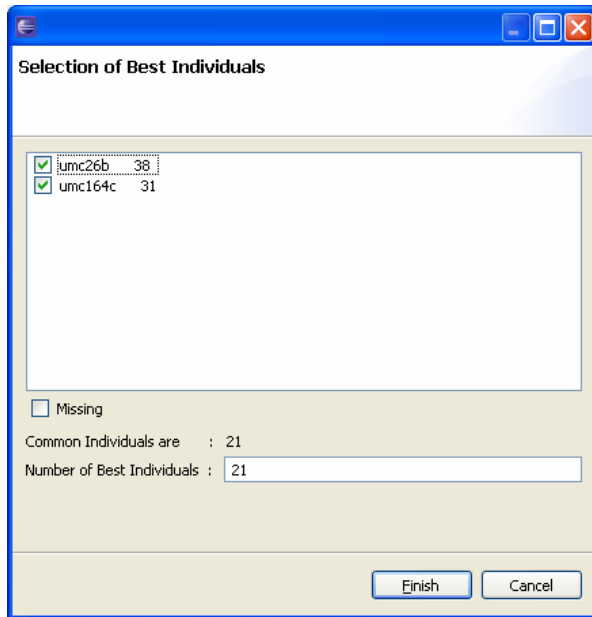 Selection of Best Individuals
umc26b 38
umc164c 31
Missing
Common Individuals are : 21
Number of Best Individuals : 21
Finish Cancel